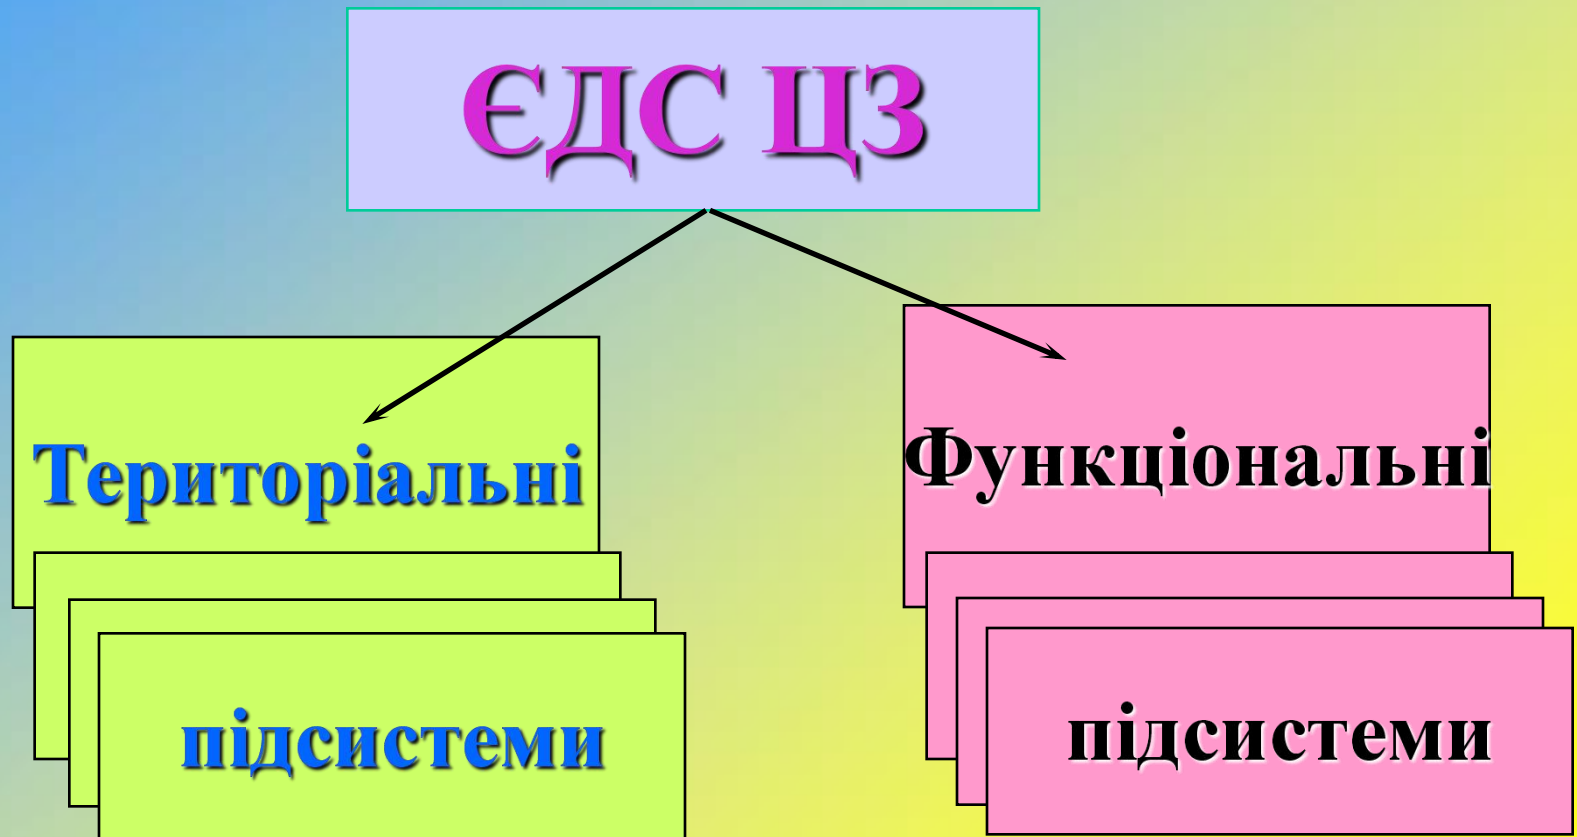 ЄДС ЦЗ
Територіальні
підсистеми
Функціональні
підсистеми